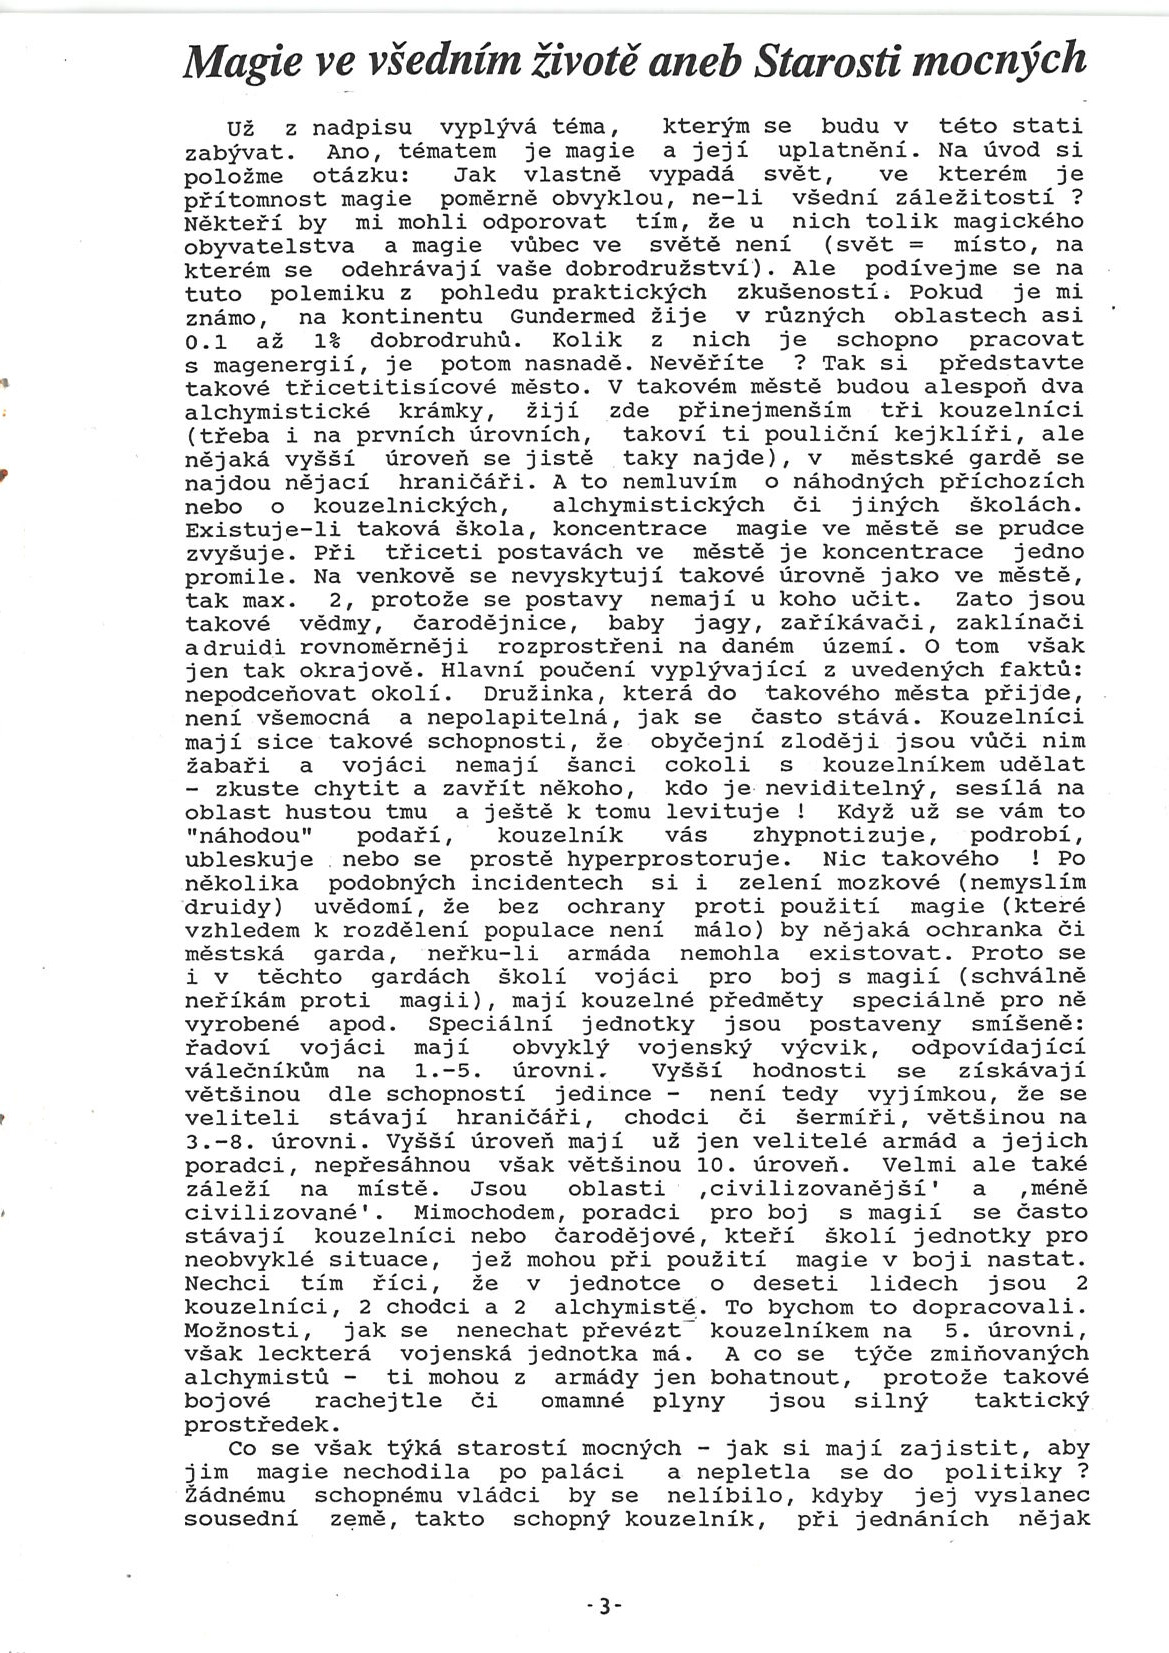 Magie ve všedním životě aneb Starosti mocných
Už z nadpisu vyplývá téma, kterým se budu v této stati
zabývat. Ano, tématem je magie a její uplatnění. Na úvod si
položme otázku: Jak vlastně vypadá svět, ve kterém je
přítomnost magie poměrně obvyklou, ne-li všední záležitostí ?
Někteří by mi mohli odporovat tím, že u nich tolik magického
obyvatelstva a magie vůbec ve světě není (svět = místo, na
kterém se odehrávají vaše dobrodružství). Ale podívejme se na
tuto polemiku z pohledu praktických zkušeností. Pokud je mi
známo, na kontinentu Gundermed žije v různých oblastech asi
0.1 až 1% dobrodruhů. Kolik z nich je schopno pracovat
s magenergií, je potom nasnadě. Nevěříte ? Tak si představte
takové třicetitisícové město. V takovém městě budou alespoň dva
alchymistické krámky, žijí zde přinejmenším tři kouzelníci
(třeba i na prvních úrovních, takoví ti pouliční kejklíři, ale
nějaká vyšší úroveň se jistě taky najde), v městské gardě se
najdou nějací hraničáři. A to nemluvím o náhodných příchozích
nebo o kouzelnických, alchymistických či jiných školách.
Existuje-li taková škola, koncentrace magie ve městě se prudce
zvyšuje. Při třiceti postavách ve městě je koncentrace jedno
promile. Na venkově se nevyskytují takové úrovně jako ve městě,
tak max. 2, protože se postavy nemají u koho učit. Zato jsou
takové vědmy, čarodějnice, baby jagy, zaříkávači, zaklínači
a druidi rovnoměrněji rozprostřeni na daném území. O tom však
jen tak okrajově. Hlavní poučení vyplývající z uvedených faktů:
nepodceňovat okolí. Družinka, která do takového města přijde,
není všemocná a nepolapitelná, jak se často stává. Kouzelníci
mají sice takové schopnosti, že obyčejní zloději jsou vůči nim
žabaři a vojáci nemají šanci cokoli s kouzelníkem udělat
- zkuste chytit a zavřít někoho, kdo je neviditelný, sesílá na
oblast hustou tmu a ještě k tomu levituje ! Když už se vám to
"náhodou" podaří, kouzelník vás zhypnotizuje, podrobí,
ubleskuje nebo se prostě hyperprostoruje. Nic takového ! Po
několika podobných incidentech si i zelení mozkové (nemyslím
druidy) uvědomí, že bez ochrany proti použití magie (které
vzhledem k rozdělení populace není málo) by nějaká ochranka či
městská garda, neřku-li armáda nemohla existovat. Proto se
i v těchto gardách školí vojáci pro boj s magií (schválně
neříkám proti magii), mají kouzelné předměty speciálně pro ně
vyrobené apod. Speciální jednotky jsou postaveny smíšeně:
řadoví vojáci mají obvyklý vojenský výcvik, odpovídající
válečníkům na 1.-5. úrovni. Vyšší hodnosti se získávají
většinou dle schopností jedince - není tedy vyjímkou, že se
veliteli stávají hraničáři, chodci či šermíři, většinou na
3.-8. úrovni. Vyšší úroveň mají už jen velitelé armád a jejich
poradci, nepřesáhnou však většinou 10. úroveň. Velmi ale také
záleží na místě. Jsou oblasti ,civilizovanější' a ,méně
civilizované'. Mimochodem, poradci pro boj s magií se často
stávají kouzelníci nebo čarodějové, kteří školí jednotky pro
neobvyklé situace, jež mohou při použití magie v boji nastat.
Nechci tím říci, že v jednotce o deseti lidech jsou 2
kouzelníci, 2 chodci a 2 alchymisté. To bychom to dopracovali.
Možnosti, jak se nenechat převézt kouzelníkem na 5. úrovni,
však leckterá vojenská jednotka má. A co se týče zmiňovaných
alchymistů - ti mohou z armády jen bohatnout, protože takové
bojové rachejtle či omamné plyny jsou silný taktický
prostředek.
Co se však týká starostí mocných - jak si mají zajistit, aby
jim magie nechodila po paláci a nepletla se do politiky ?
Žádnému schopnému vládci by se nelíbilo, kdyby jej vyslanec
sousední země, takto schopný kouzelník, při jednáních nějak
-3-